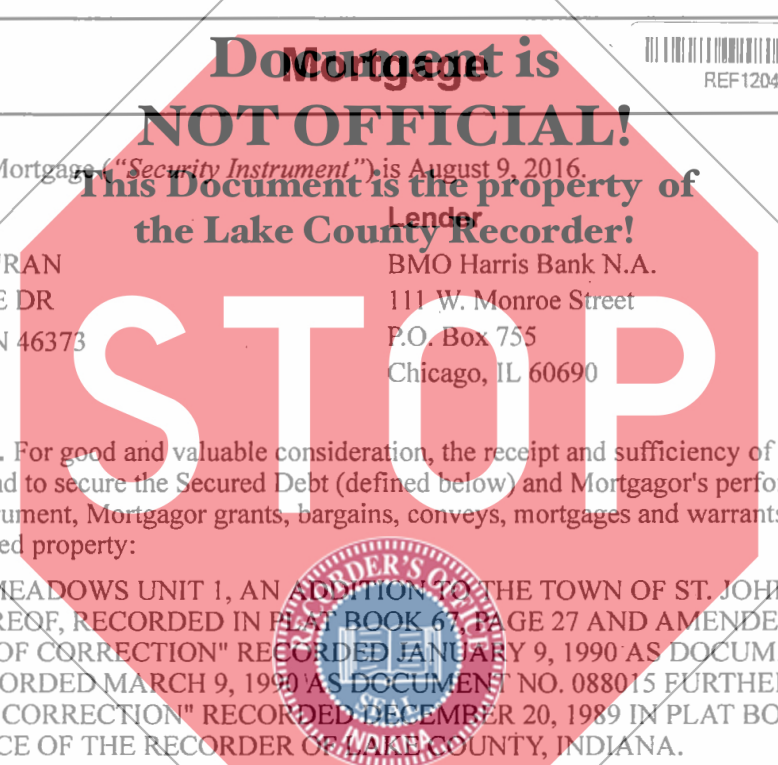 Mortgage
Document is
NOT OFFICIAL!
REF1204
Mortgage ("Security Instrument") is August 9, 2016.
This Document is the property of
the Lake County Recorder!
Lender
RAN
BMO Harris Bank N.A.
E DR
111 W. Monroe Street
N 46373
P.O. Box 755
Chicago, IL 60690
STOP
. For good and valuable consideration, the receipt and sufficiency of
nd to secure the Secured Debt (defined below) and Mortgagor's perfor
rument, Mortgagor grants, bargains, conveys, mortgages and warrants
ed property:
MEADOWS UNIT 1, AN ADDITION TO THE TOWN OF ST. JOHN
REOF, RECORDED IN PLAT BOOK 67, PAGE 27 AND AMENDE
OF CORRECTION" RECORDED JANUARY 9, 1990 AS DOCUM
ORDED MARCH 9, 1990 AS DOCUMENT NO. 088015 FURTHE
CORRECTION" RECORDED DECEMBER 20, 1989 IN PLAT BO
CE OF THE RECORDER OF LAKE COUNTY, INDIANA.
RECORDER'S OFFICE
SEAL
INDIANA